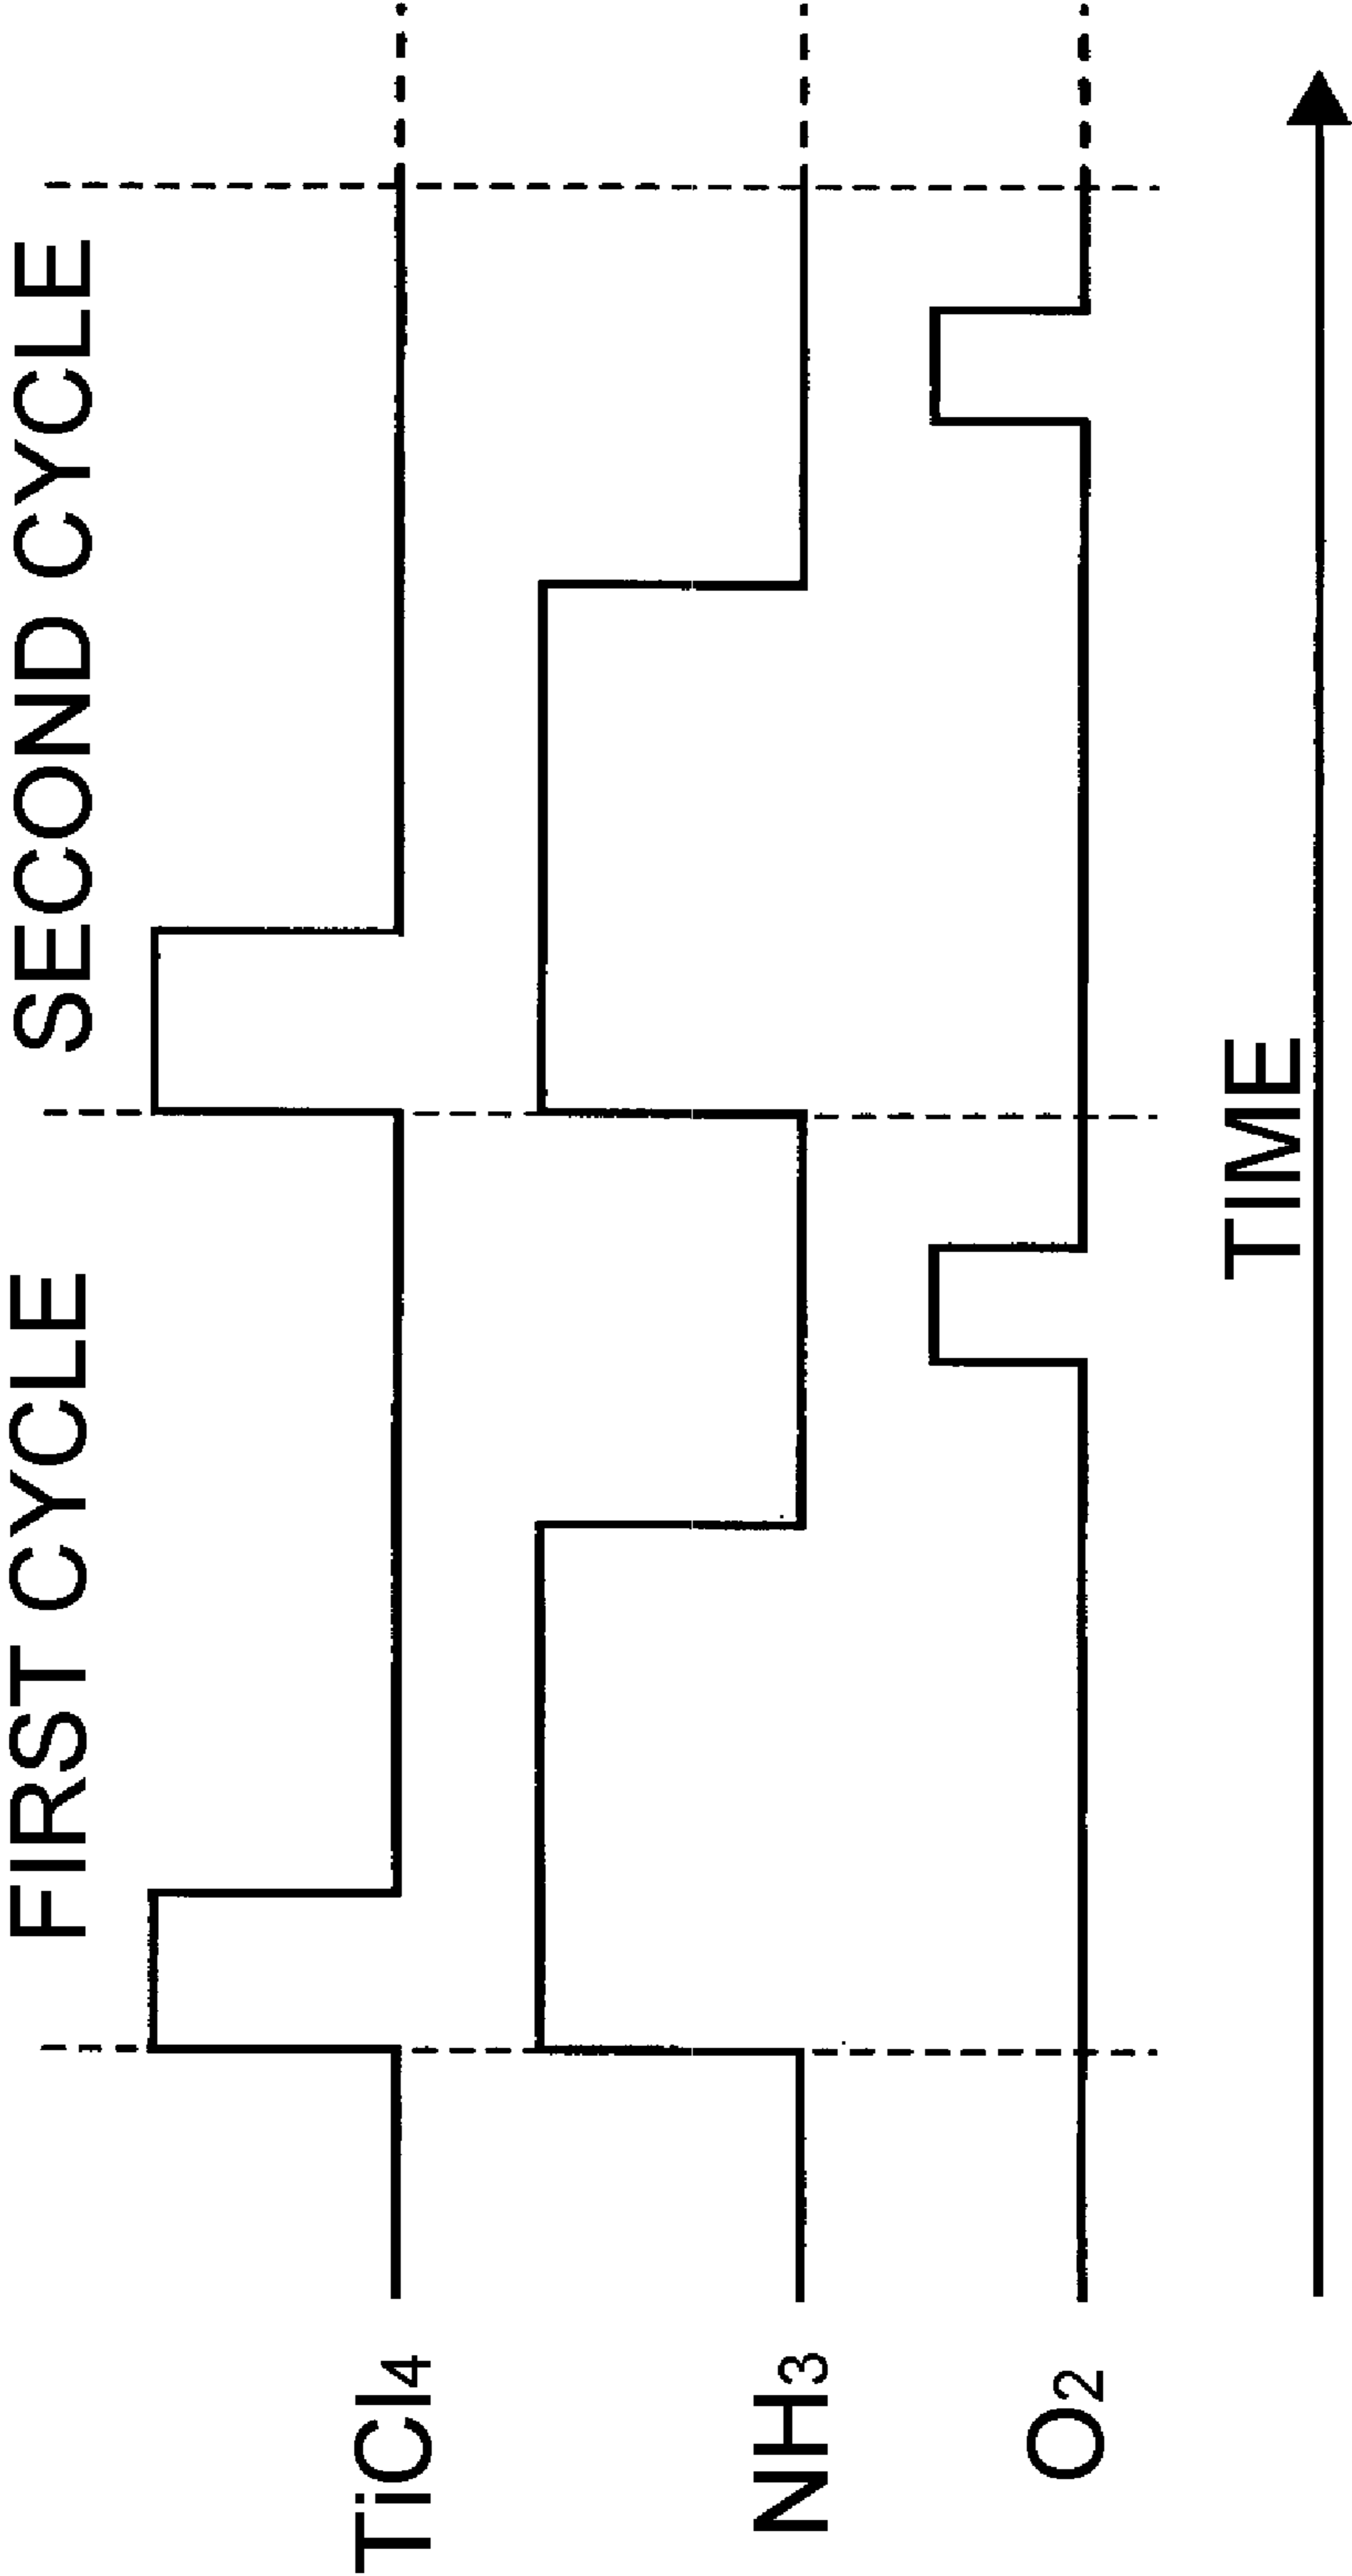 FIRST CYCLE
SECOND CYCLE
TiCl4
NH3
O2
TIME